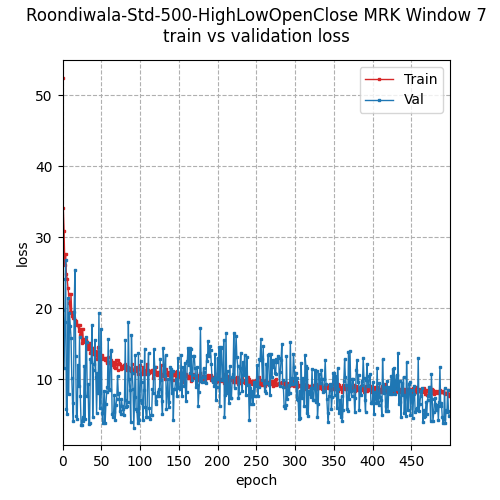 Roondiwala-Std-500-HighLowOpenClose MRK Window 7
train vs validation loss
Train
Val
50
40
30
20
10
loss
0 50 100 150 200 250 300 350 400 450
epoch